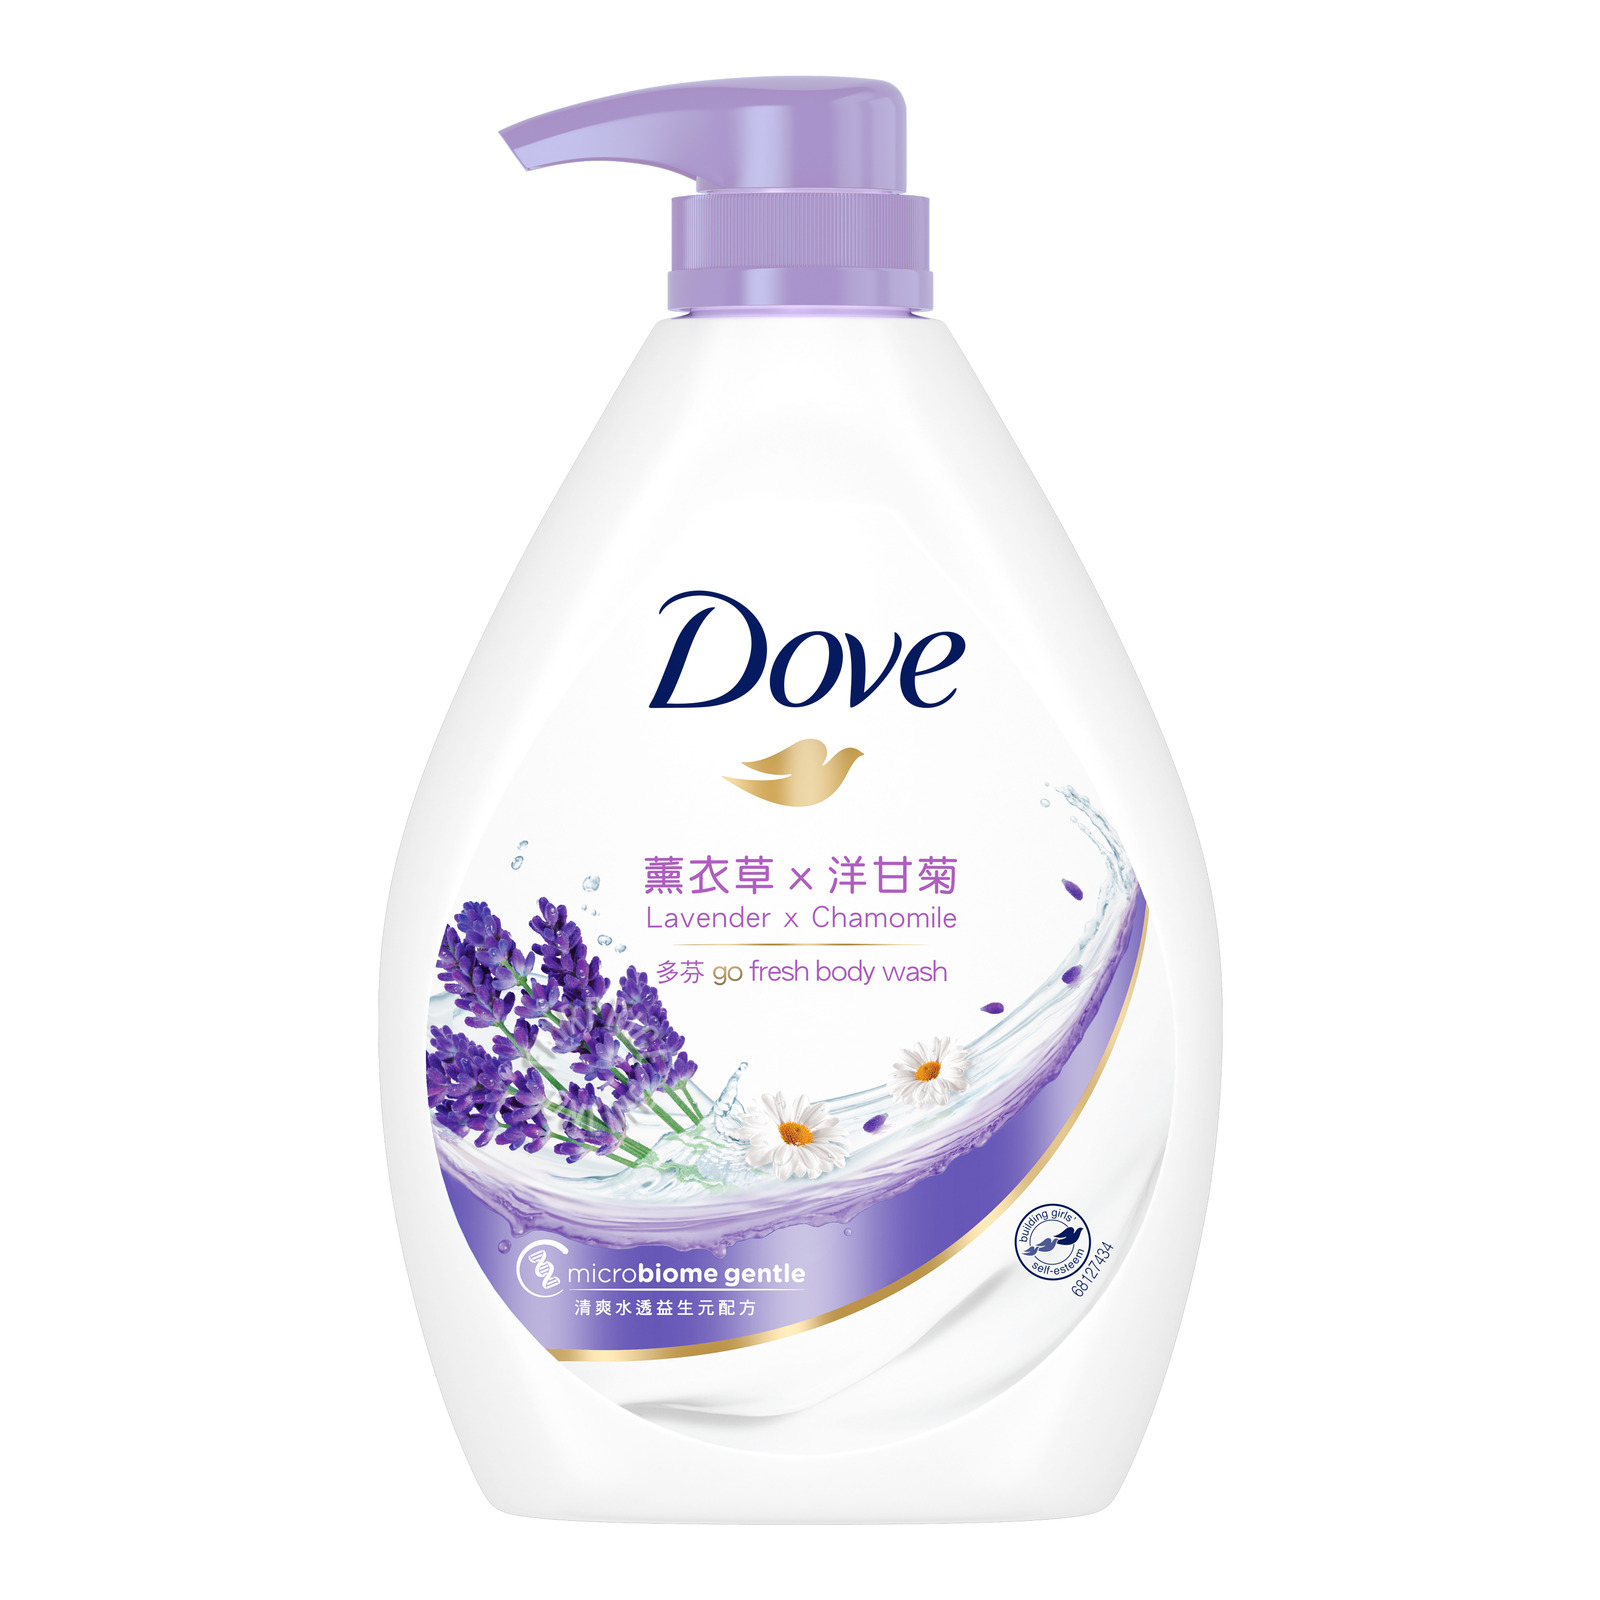 Dove
薰衣草 x 洋甘菊
Lavender x Chamomile
多芬 go fresh body wash
microbiome gentle
清爽水透益生元配方
building girls'
self-esteem
68127434